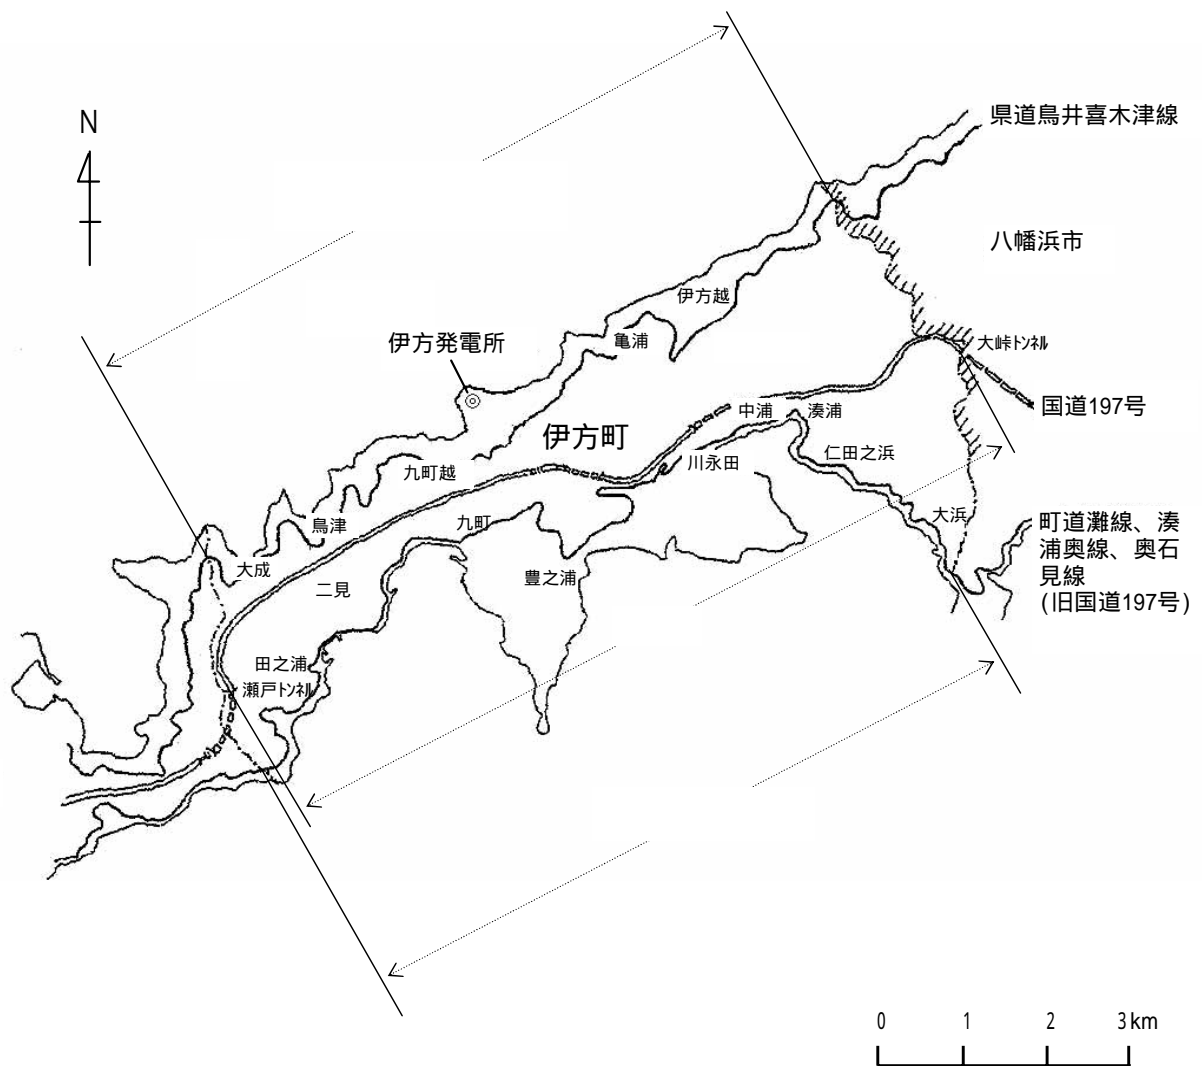 N
県道鳥井喜木津線
八幡浜市
伊方越
亀浦
伊方発電所
大峠トンネル
国道197号
中浦
湊浦
伊方町
仁田之浜
川永田
九町越
大浜
鳥津
九町
町道灘線、湊
浦奥線、奥石
見線
(旧国道197号)
大成
二見
豊之浦
田之浦
瀬戸トンネル
0 1 2 3km